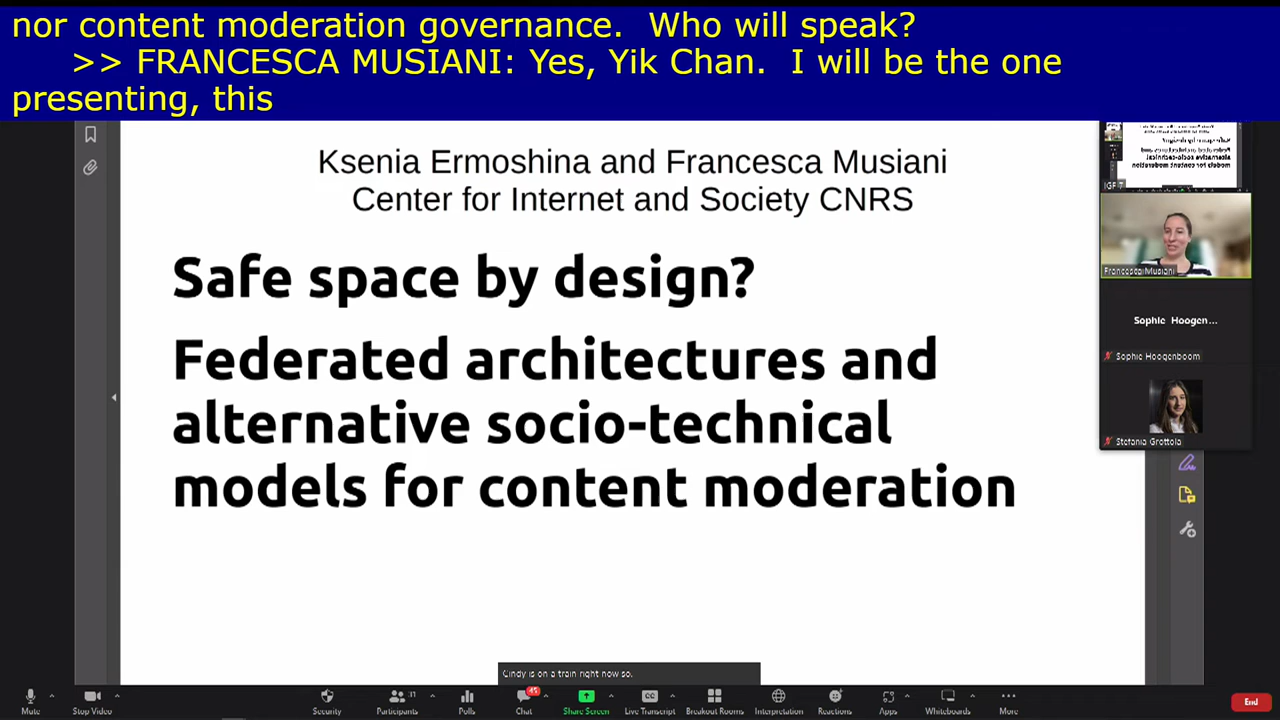 nor content moderation governance.  Who will speak?
>> FRANCESCA MUSIANI: Yes, Yik Chan.  I will be the one
presenting, this
Ksenia Ermoshina and Francesca Musiani
Center for Internet and Society CNRS
Safe space by design?
Federated architectures and
alternative socio-technical
models for content moderation
IGF 7
Francesca Musiani
Sophie Hoogen...
Sophie Hoogenboom
Stefania Grottola
Cindy is on a train right now so,
Mute
Stop Video
Security
Participants
31
Polls
Chat
45
Share Screen
Live Transcript
Breakout Rooms
Interpretation
Reactions
Apps
Whiteboards
More
End